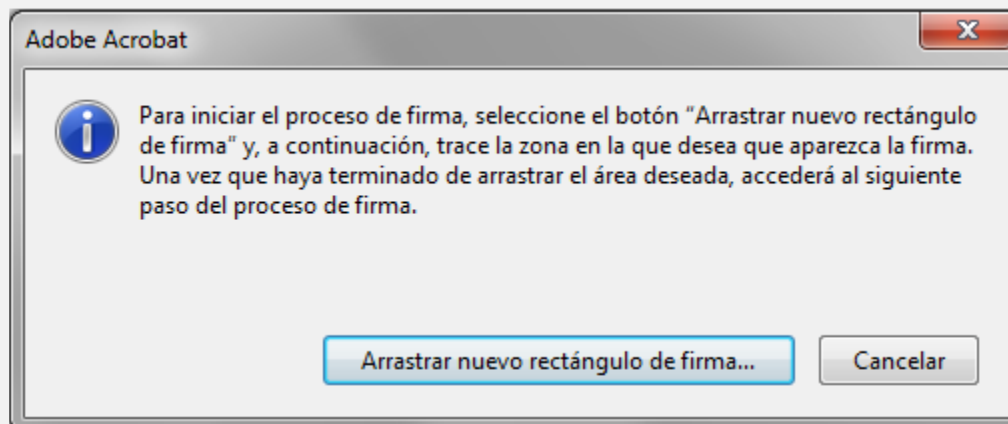 Adobe Acrobat
Para iniciar el proceso de firma, seleccione el botón “Arrastrar nuevo rectángulo
de firma” y, a continuación, trace la zona en la que desea que aparezca la firma.
Una vez que haya terminado de arrastrar el área deseada, accederá al siguiente
paso del proceso de firma.
Arrastrar nuevo rectángulo de firma...
Cancelar